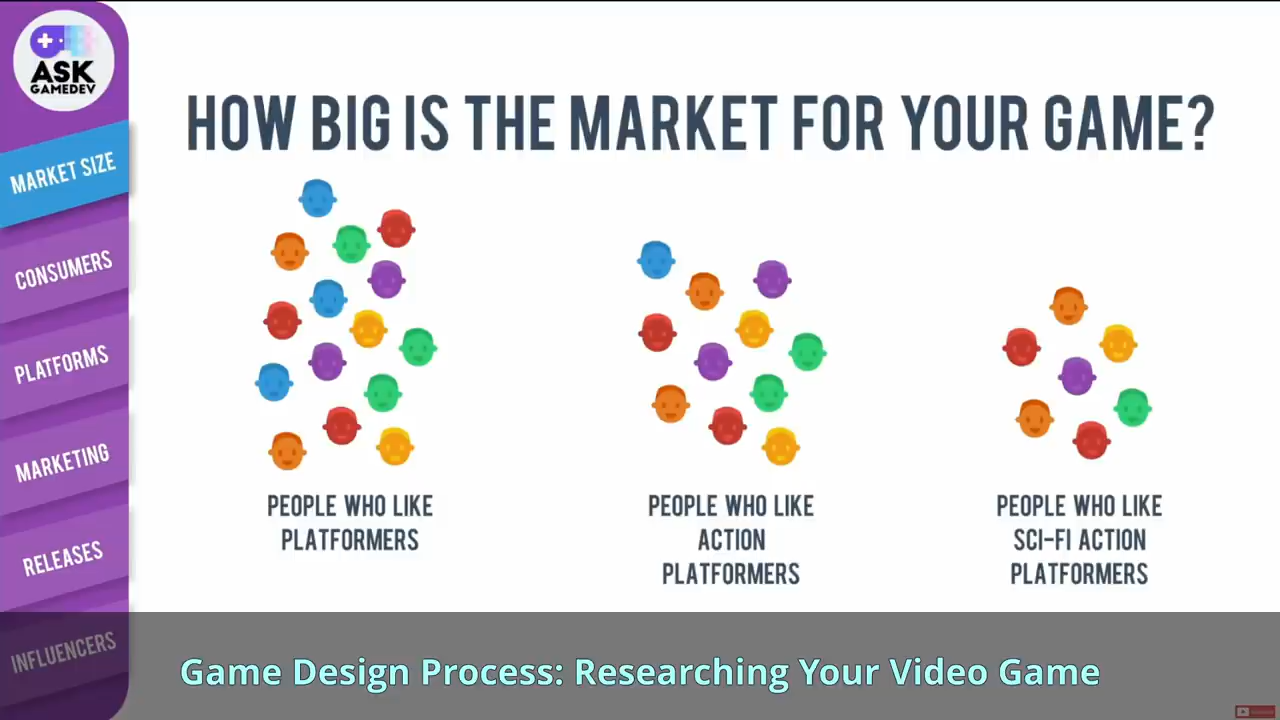 ASK
GAMEDEV
MARKET SIZE
CONSUMERS
PLATFORMS
MARKETING
RELEASES
INFLUENCERS
HOW BIG IS THE MARKET FOR YOUR GAME?
PEOPLE WHO LIKE
PLATFORMERS
PEOPLE WHO LIKE
ACTION
PLATFORMERS
PEOPLE WHO LIKE
SCI-FI ACTION
PLATFORMERS
Game Design Process: Researching Your Video Game